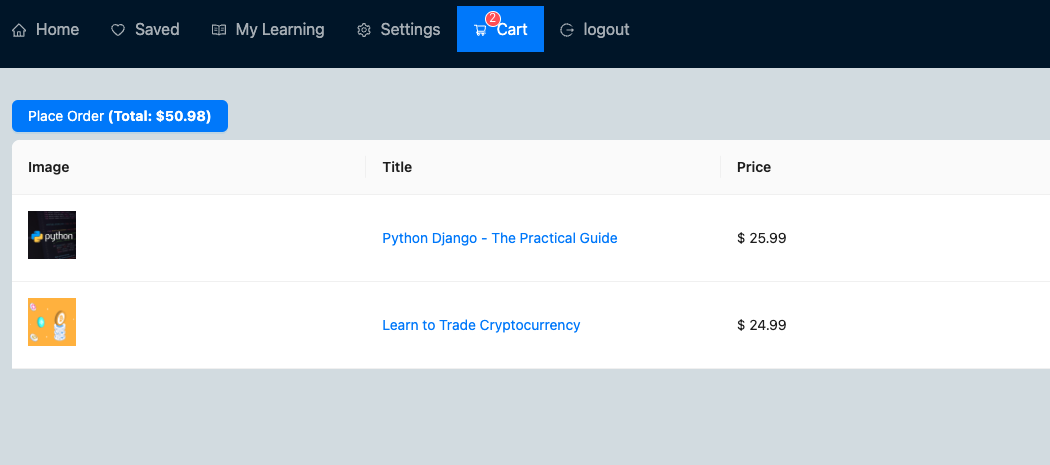 Home Saved My Learning Settings 2 Cart logout
Place Order (Total: $50.98)
Image Title Price
python Python Django - The Practical Guide $ 25.99
Learn to Trade Cryptocurrency $ 24.99